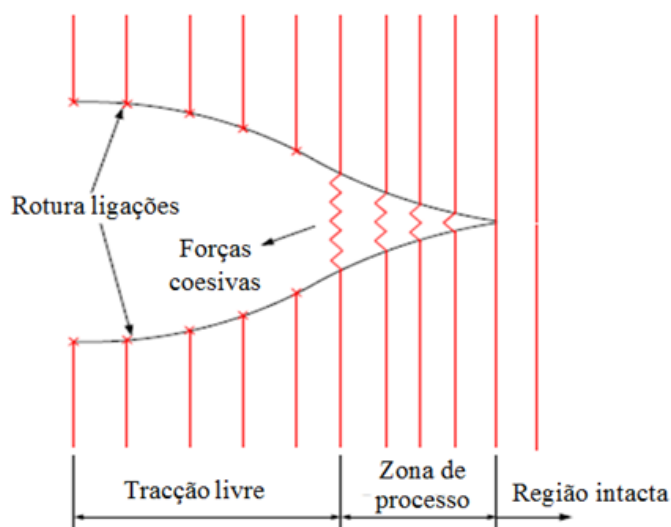 Rotura ligações
Forças
coesivas
Tracção livre
Zona de
processo
Região intacta